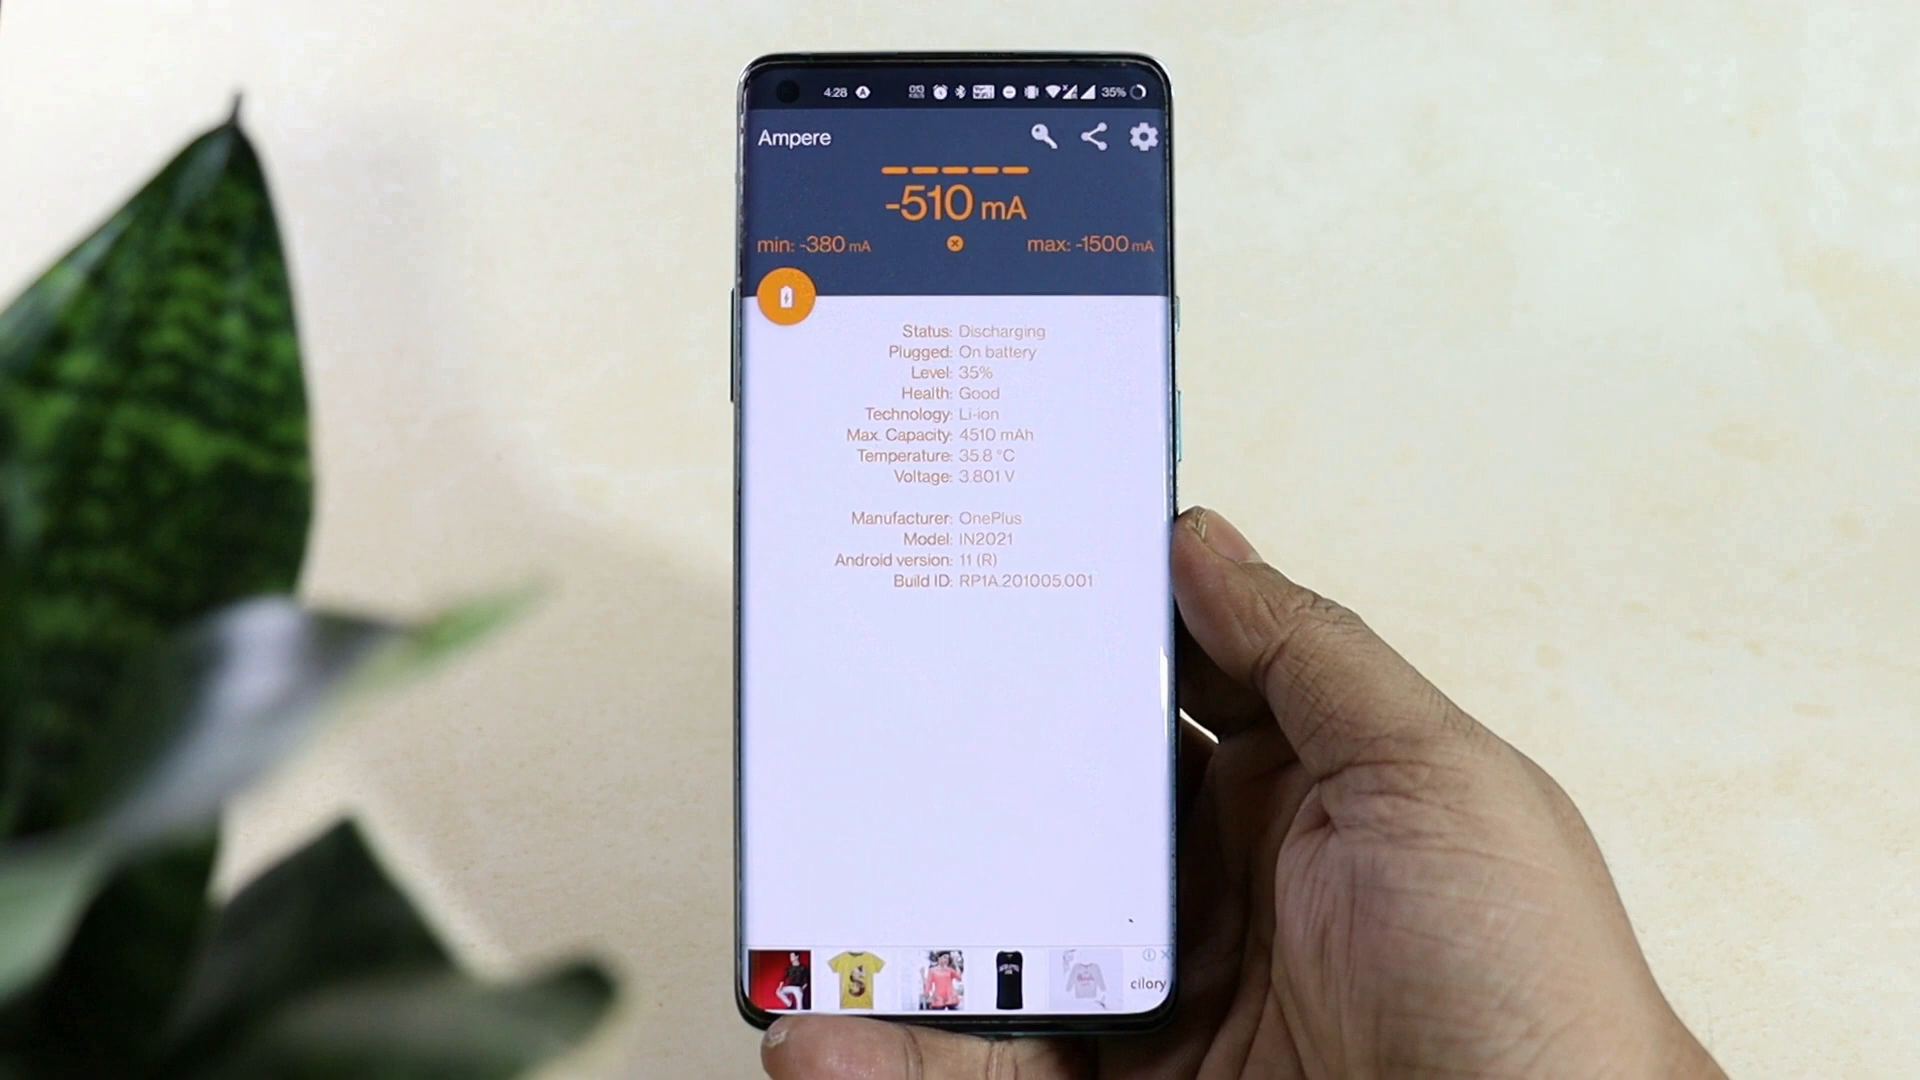 4:28
35%
Ampere
-510 mA
min: -380 mA
max: -1500 mA
Status: Discharging
Plugged: On battery
Level: 35%
Health: Good
Technology: Li-ion
Max. Capacity: 4510 mAh
Temperature: 35.8 °C
Voltage: 3.801 V
Manufacturer: OnePlus
Model: IN2021
Android version: 11 (R)
Build ID: RP1A.201005.001
cilory